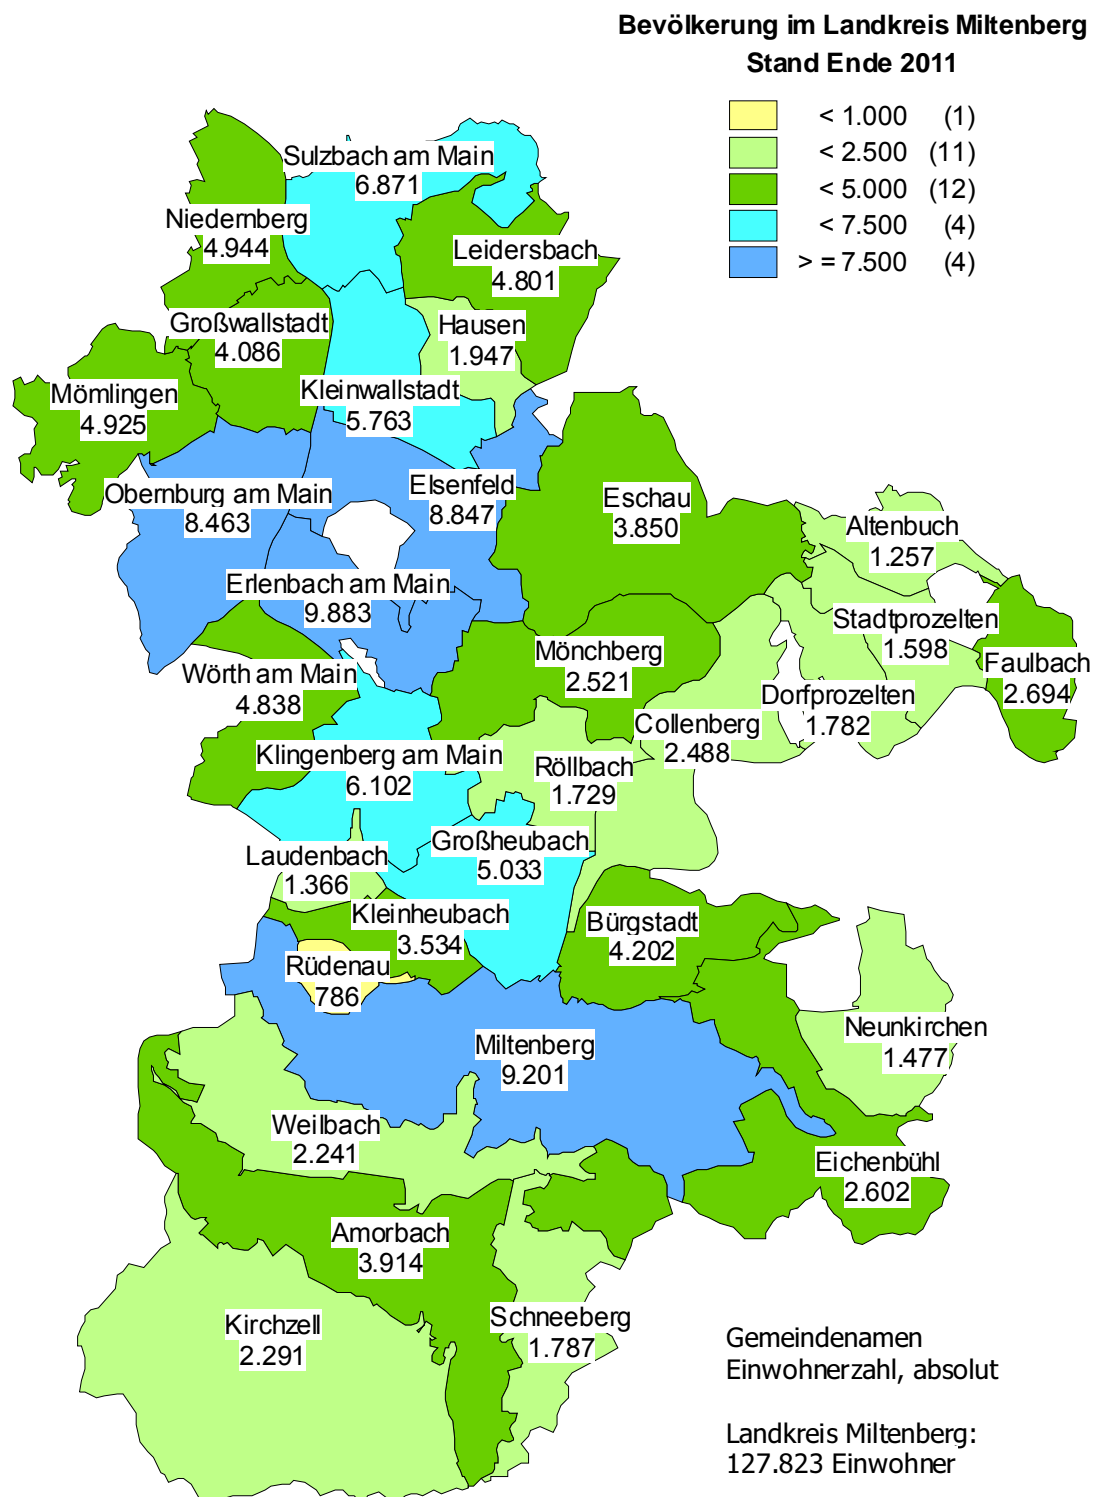 Bevölkerung im Landkreis Miltenberg
Stand Ende 2011
< 1.000 (1)
< 2.500 (11)
< 5.000 (12)
< 7.500 (4)
> = 7.500 (4)
Sulzbach am Main
6.871
Niedernberg
4.944
Leidersbach
4.801
Großwallstadt
4.086
Hausen
1.947
Mömlingen
4.925
Kleinwallstadt
5.763
Obernburg am Main
8.463
Elsenfeld
8.847
Eschau
3.850
Altenbuch
1.257
Erlenbach am Main
9.883
Stadtprozelten
1.598
Mönchberg
2.521
Faulbach
2.694
Wörth am Main
4.838
Dorfprozelten
1.782
Collenberg
2.488
Klingenberg am Main
6.102
Röllbach
1.729
Großheubach
5.033
Laudenbach
1.366
Kleinheubach
3.534
Bürgstadt
4.202
Rüdenau
786
Neunkirchen
1.477
Miltenberg
9.201
Weilbach
2.241
Eichenbühl
2.602
Amorbach
3.914
Schneeberg
1.787
Kirchzell
2.291
Gemeindenamen
Einwohnerzahl, absolut
Landkreis Miltenberg:
127.823 Einwohner